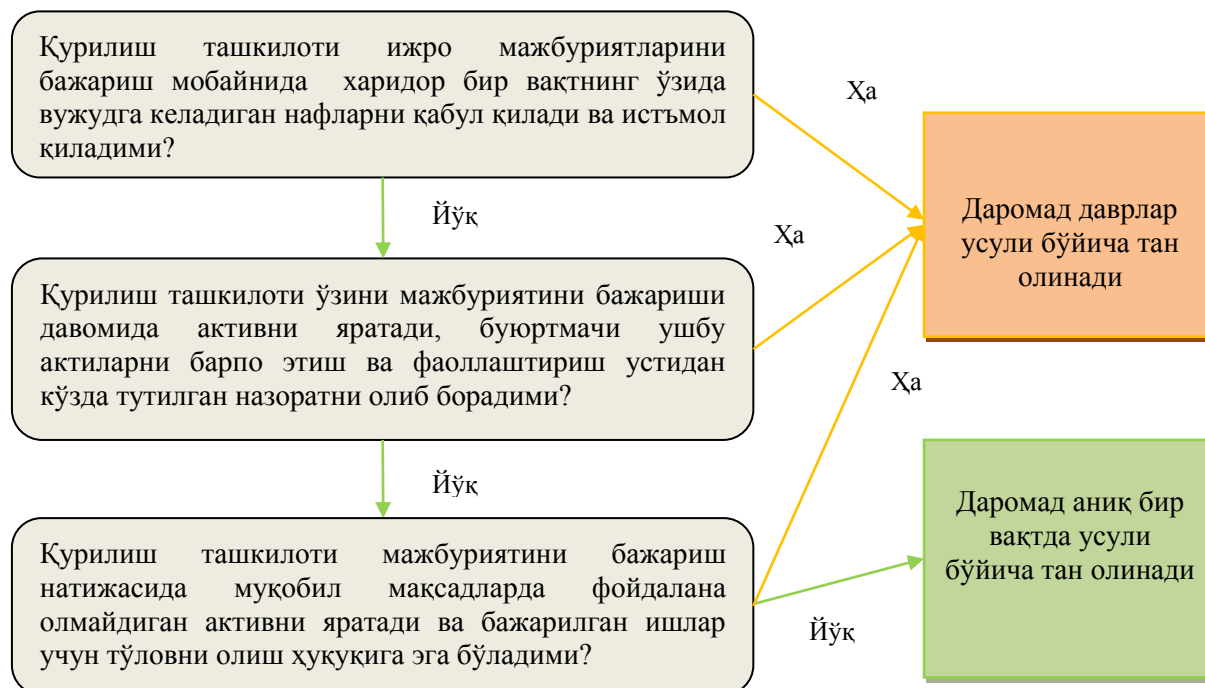 Қурилиш ташкилоти ижро мажбуриятларини
бажариш мобайнида харидор бир вақтнинг ўзида
вужудга келадиган нафларни қабул қилади ва истъмол
қиладими?
Ҳа
Йўқ
Даромад даврлар
усули бўйича тан
олинади
Ҳа
Қурилиш ташкилоти ўзини мажбуриятини бажариши
давомида активни яратади, буюртмачи ушбу
актиларни барпо этиш ва фаоллаштириш устидан
кўзда тутилган назоратни олиб борадими?
Ҳа
Йўқ
Даромад аниқ бир
вақтда усули
бўйича тан олинади
Қурилиш ташкилоти мажбуриятини бажариш
натижасида муқобил мақсадларда фойдалана
олмайдиган активни яратади ва бажарилган ишлар
учун тўловни олиш ҳуқуқига эга бўладими?
Йўқ